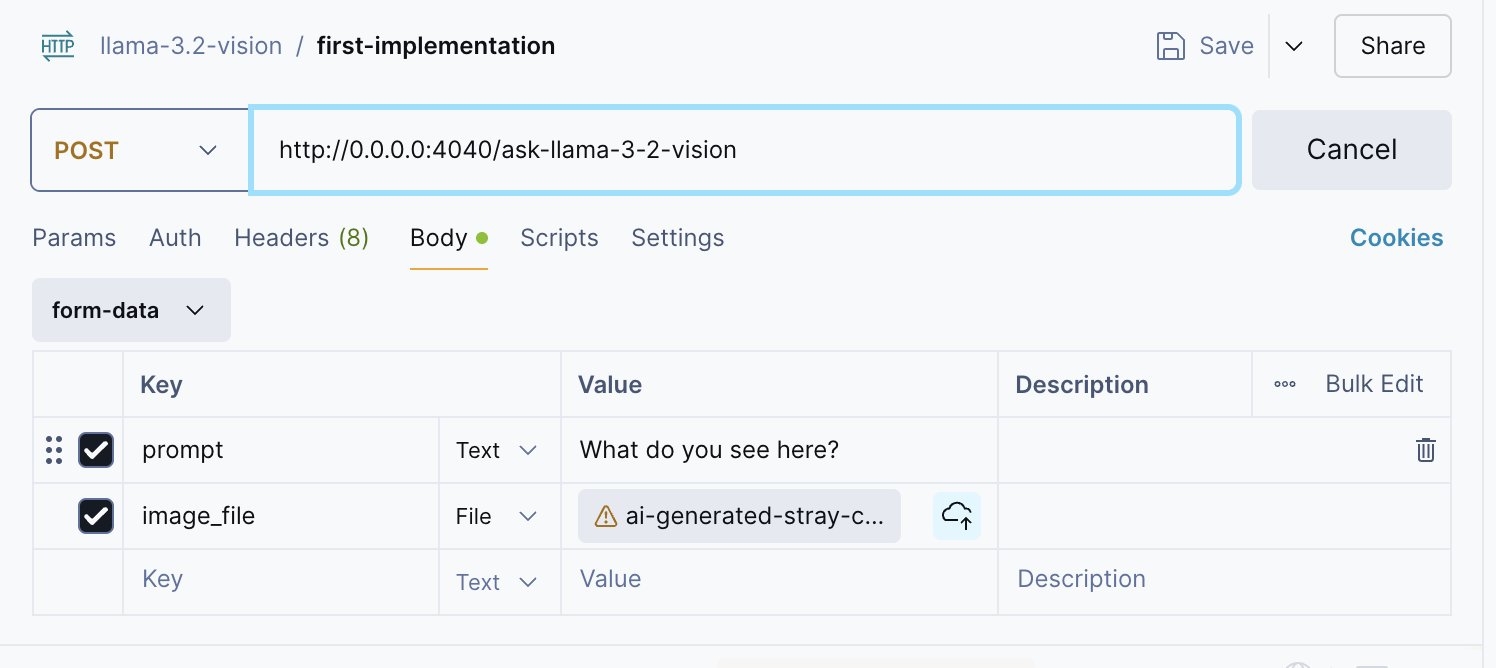 HTTP llama-3.2-vision / first-implementation Save Share
POST http://0.0.0.0:4040/ask-llama-3-2-vision Cancel
Params Auth Headers (8) Body Scripts Settings Cookies
form-data
Key Value Description Bulk Edit
prompt Text What do you see here?
image_file File ai-generated-stray-c...
Key Text Value Description